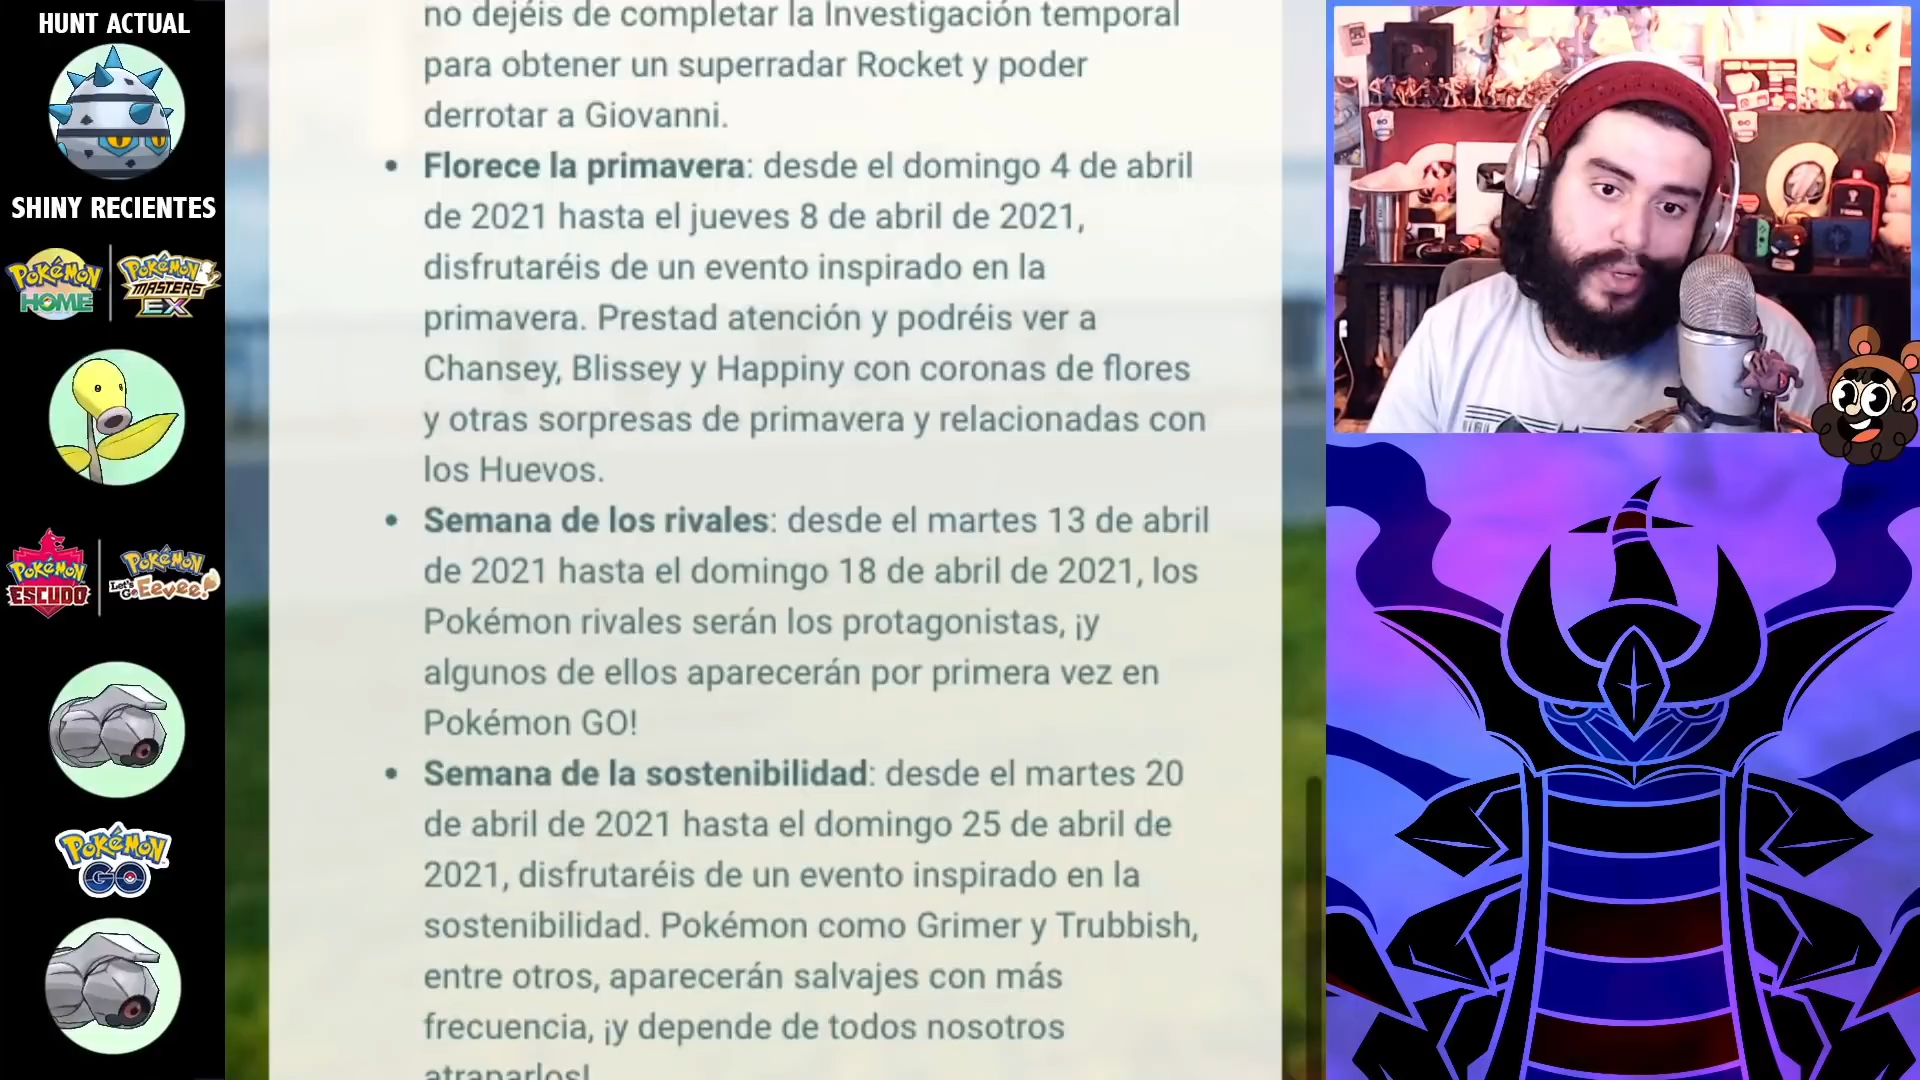 HUNT ACTUAL
SHINY RECIENTES
POKéMON
HOME
POKéMON
MASTERS
EX
POKéMON
ESCUDO
POKéMON
Let's Go
Eevee!
POKéMON
GO
no dejéis de completar la Investigación temporal
para obtener un superradar Rocket y poder
derrotar a Giovanni.
• Florece la primavera: desde el domingo 4 de abril
de 2021 hasta el jueves 8 de abril de 2021,
disfrutaréis de un evento inspirado en la
primavera. Prestad atención y podréis ver a
Chansey, Blissey y Happiny con coronas de flores
y otras sorpresas de primavera y relacionadas con
los Huevos.
• Semana de los rivales: desde el martes 13 de abril
de 2021 hasta el domingo 18 de abril de 2021, los
Pokémon rivales serán los protagonistas, ¡y
algunos de ellos aparecerán por primera vez en
Pokémon GO!
• Semana de la sostenibilidad: desde el martes 20
de abril de 2021 hasta el domingo 25 de abril de
2021, disfrutaréis de un evento inspirado en la
sostenibilidad. Pokémon como Grimer y Trubbish,
entre otros, aparecerán salvajes con más
frecuencia, ¡y depende de todos nosotros
atraparlos!